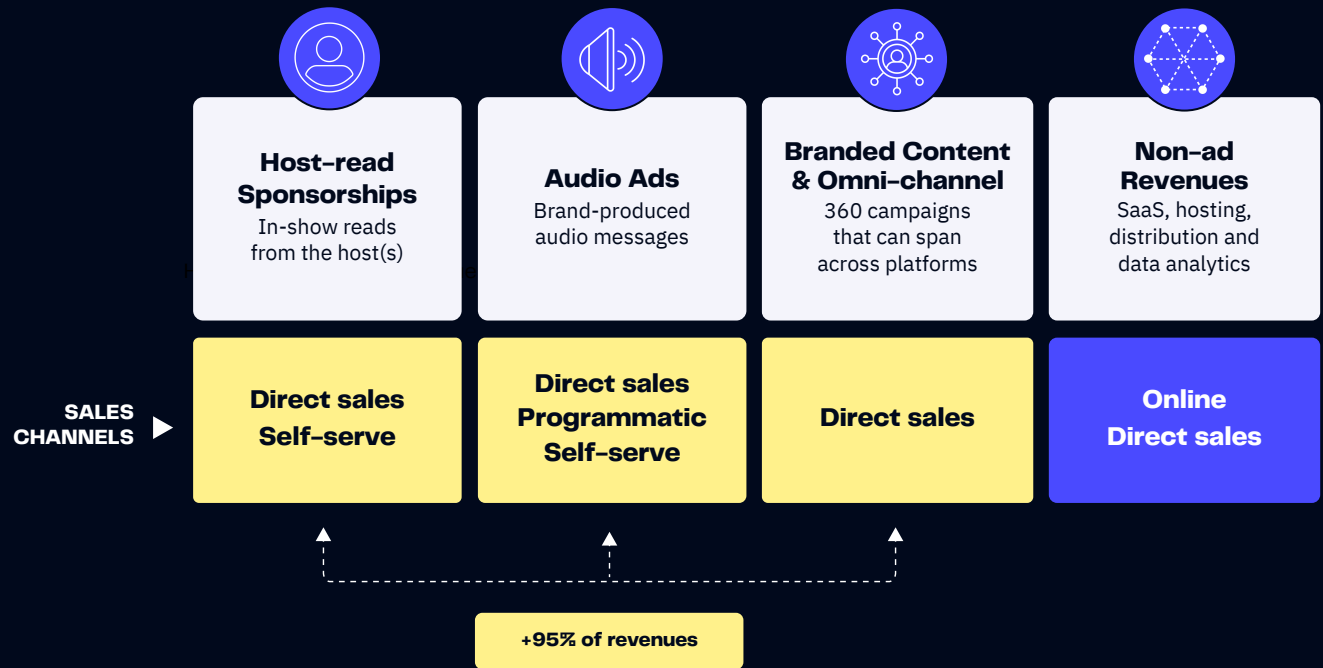 Host-read
Sponsorships
In-show reads
from the host(s)
Audio Ads
Brand-produced
audio messages
Branded Content
& Omni-channel
360 campaigns
that can span
across platforms
Non-ad
Revenues
SaaS, hosting,
distribution and
data analytics
SALES
CHANNELS
Direct sales
Self-serve
Direct sales
Programmatic
Self-serve
Direct sales
Online
Direct sales
+95% of revenues